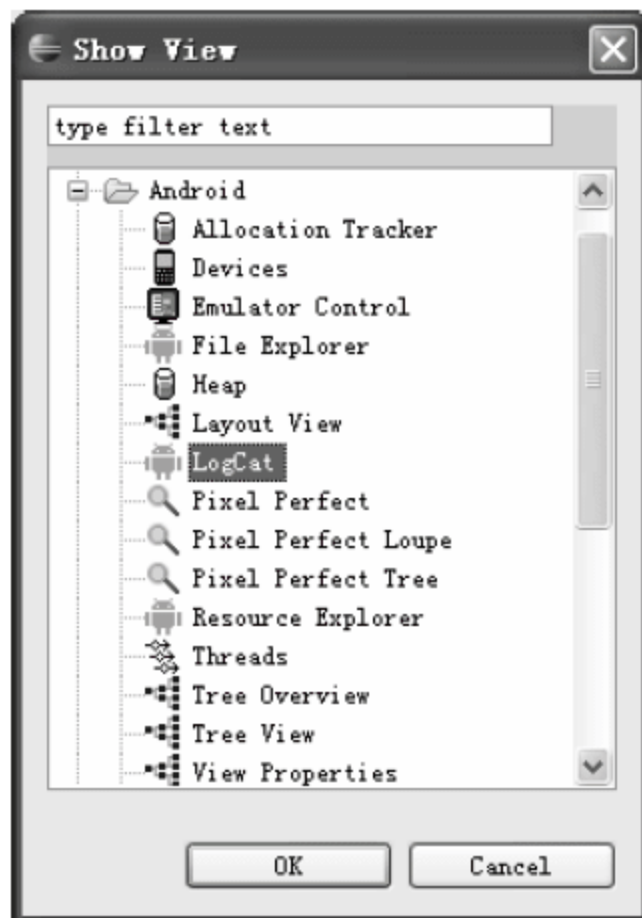 Show View
type filter text
Android
Allocation Tracker
Devices
Emulator Control
File Explorer
Heap
Layout View
LogCat
Pixel Perfect
Pixel Perfect Loupe
Pixel Perfect Tree
Resource Explorer
Threads
Tree Overview
Tree View
View Properties
OK
Cancel